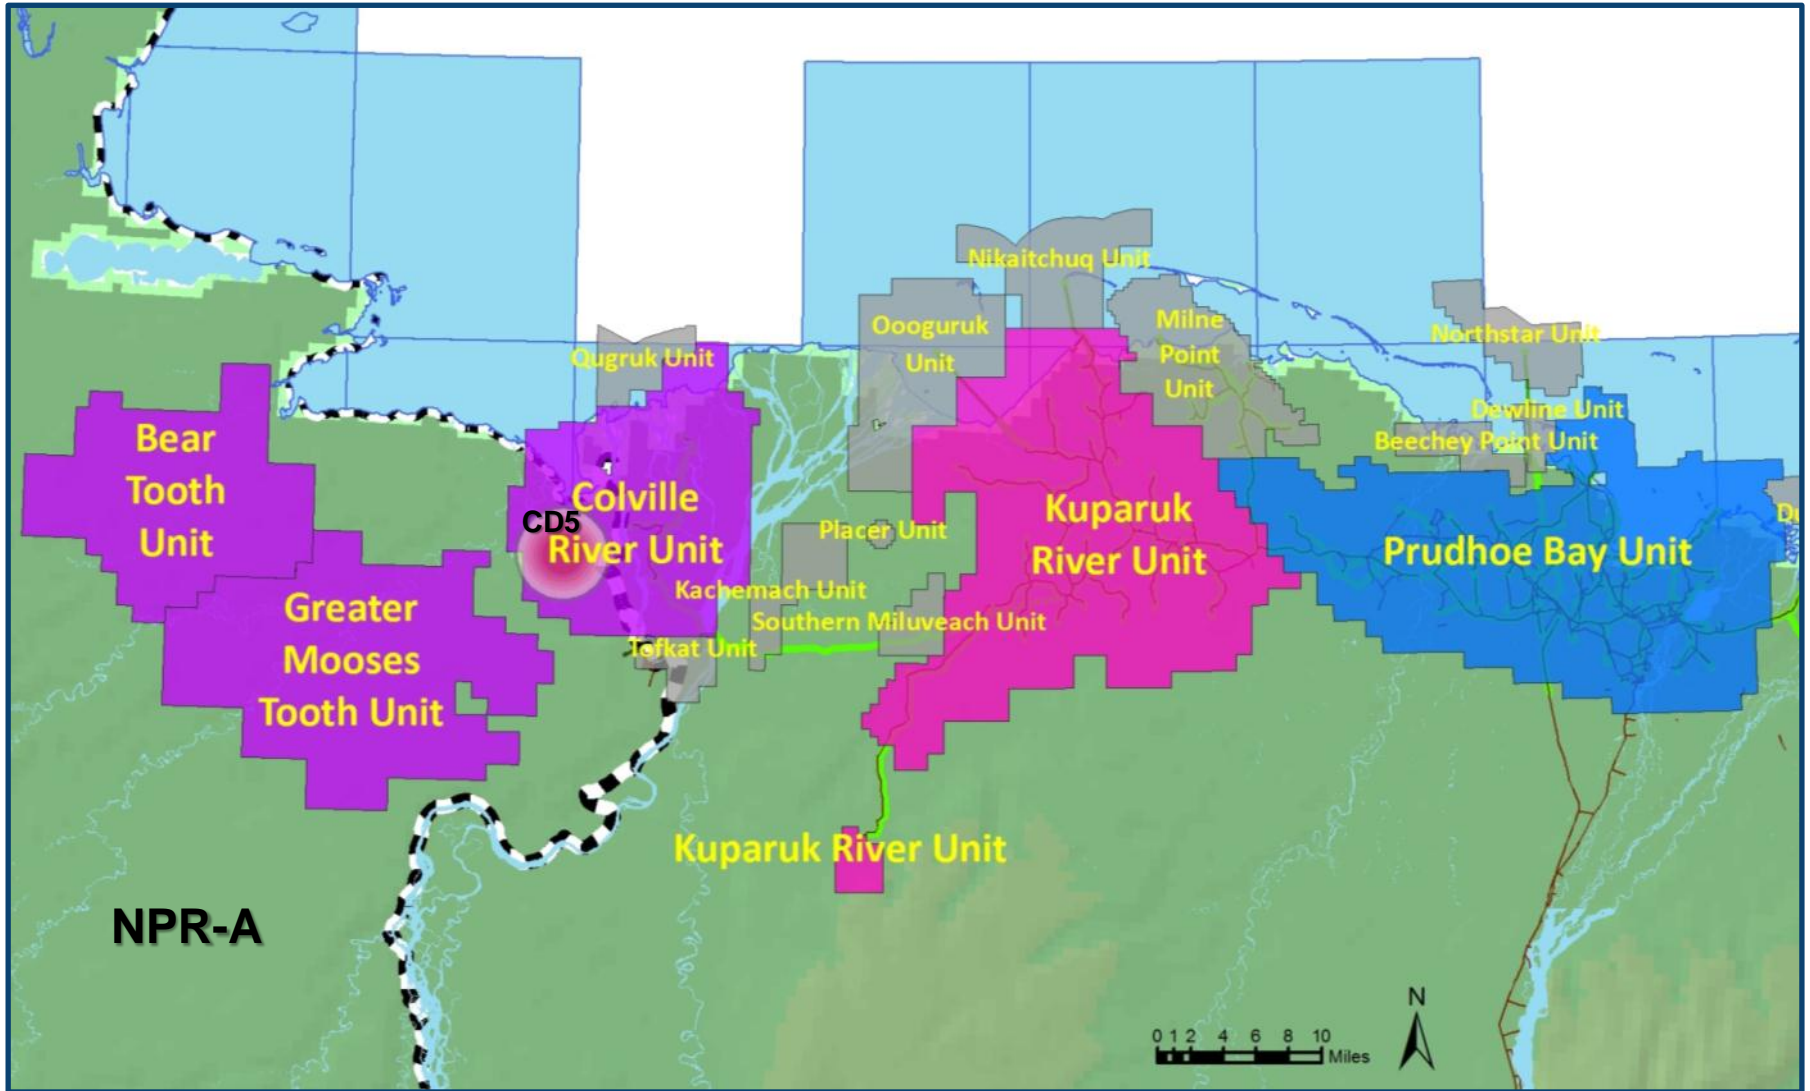 Nikaitchuq Unit
Oooguruk
Unit
Milne
Point
Unit
Northstar Unit
Qugruk Unit
Dewline Unit
Beechey Point Unit
Bear
Tooth
Unit
Colville
River Unit
CD5
Placer Unit
Kuparuk
River Unit
Prudhoe Bay Unit
Kachemach Unit
Southern Miluveach Unit
Tofkat Unit
Greater
Mooses
Tooth Unit
Kuparuk River Unit
NPR-A
N
0 1 2 4 6 8 10
Miles